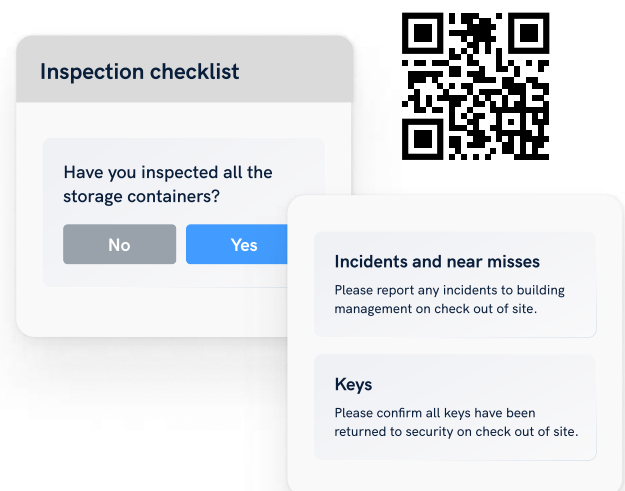 Inspection checklist
Have you inspected all the
storage containers?
No
Yes
Incidents and near misses
Please report any incidents to building
management on check out of site.
Keys
Please confirm all keys have been
returned to security on check out of site.